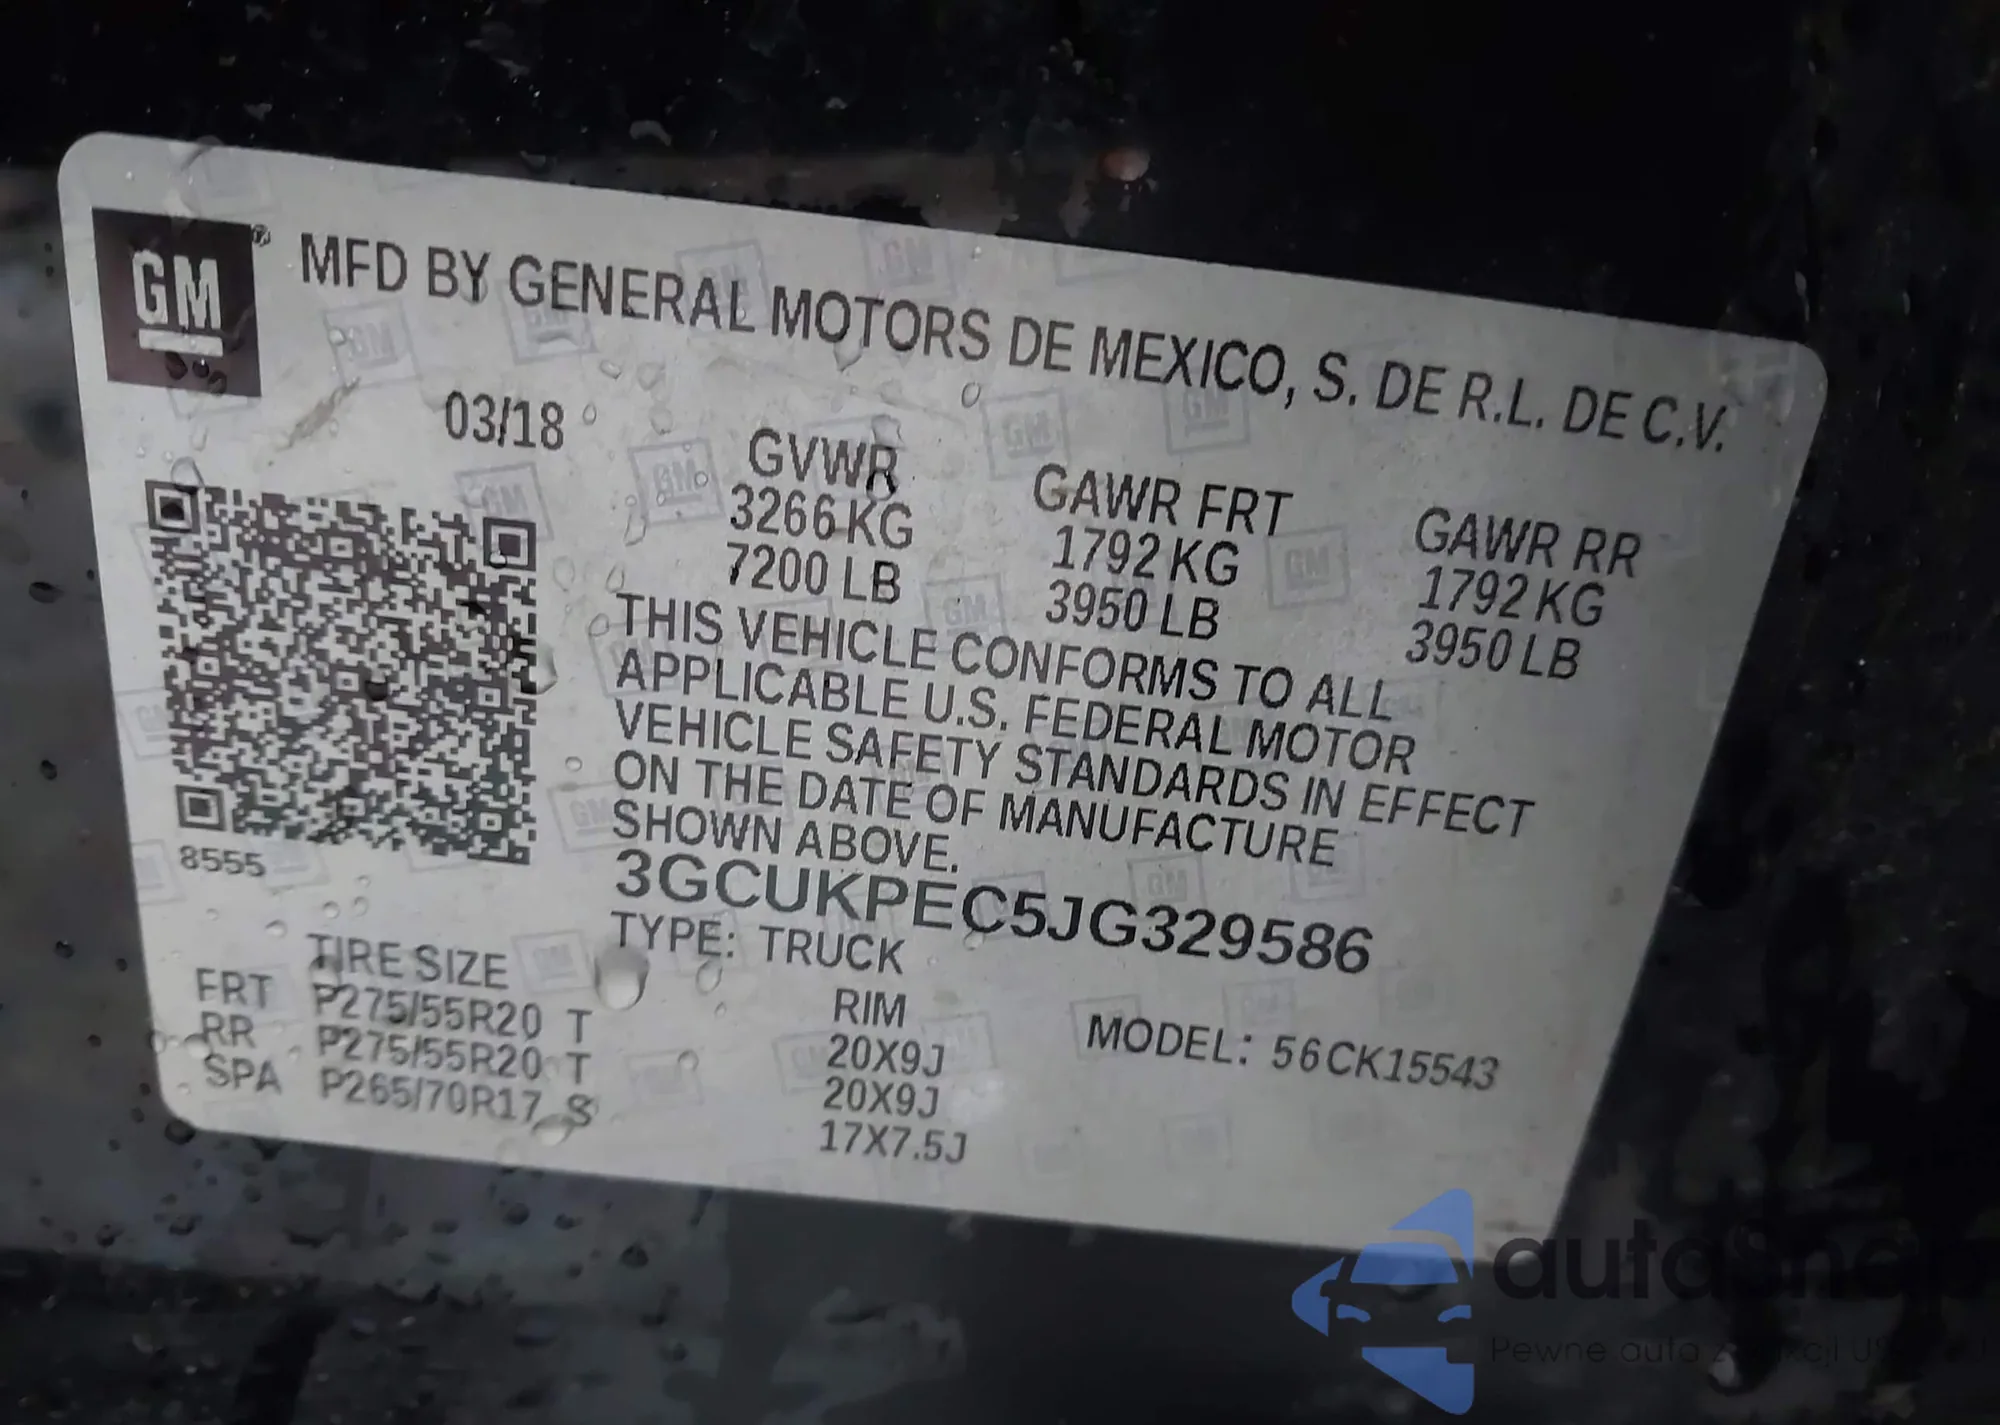 GM
MFD BY GENERAL MOTORS DE MEXICO, S. DE R.L. DE C.V.
03/18
GVWR GAWR FRT GAWR RR
3266 KG 1792 KG 1792 KG
7200 LB 3950 LB 3950 LB
THIS VEHICLE CONFORMS TO ALL
APPLICABLE U.S. FEDERAL MOTOR
VEHICLE SAFETY STANDARDS IN EFFECT
ON THE DATE OF MANUFACTURE
SHOWN ABOVE.
8555
3GCUKPEC5JG329586
TYPE: TRUCK
TIRE SIZE RIM MODEL: 56CK15543
FRT P275/55R20 T 20X9J
RR P275/55R20 T 20X9J
SPA P265/70R17 S 17X7.5J
Pewne auta